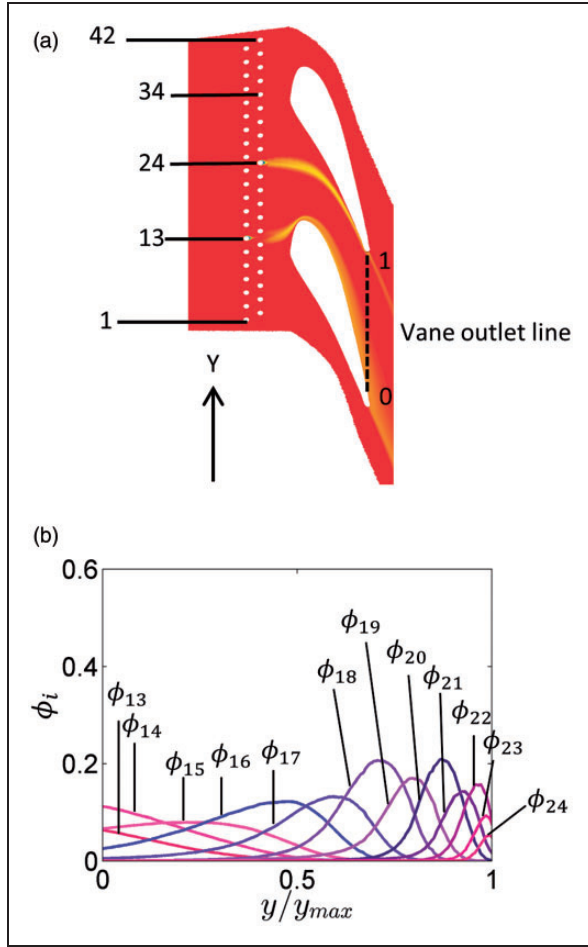 (a)
42
34
24
13
1
1
0
Vane outlet line
Y
(b)
0.6
0.4
0.2
0
ϕᵢ
ϕ₁₃
ϕ₁₄
ϕ₁₅
ϕ₁₆
ϕ₁₇
ϕ₁₈
ϕ₁₉
ϕ₂₀
ϕ₂₁
ϕ₂₂
ϕ₂₃
ϕ₂₄
0
0.5
1
y/yₘₐₓ